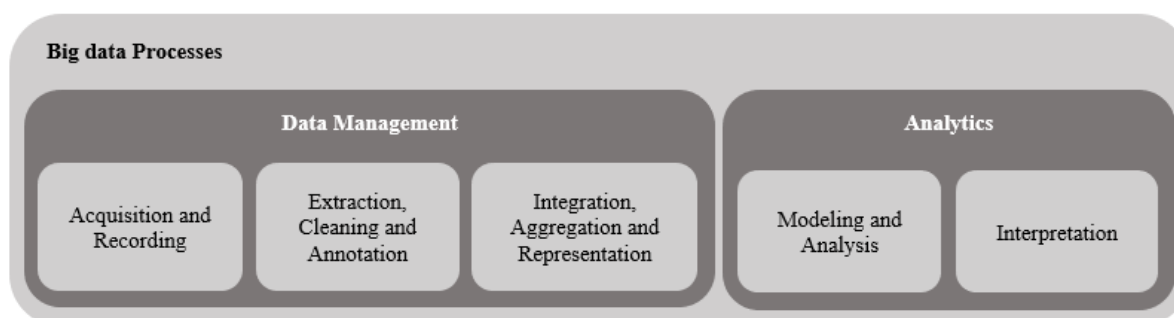 Big data Processes
Data Management
Acquisition and
Recording
Extraction,
Cleaning and
Annotation
Integration,
Aggregation and
Representation
Analytics
Modeling and
Analysis
Interpretation